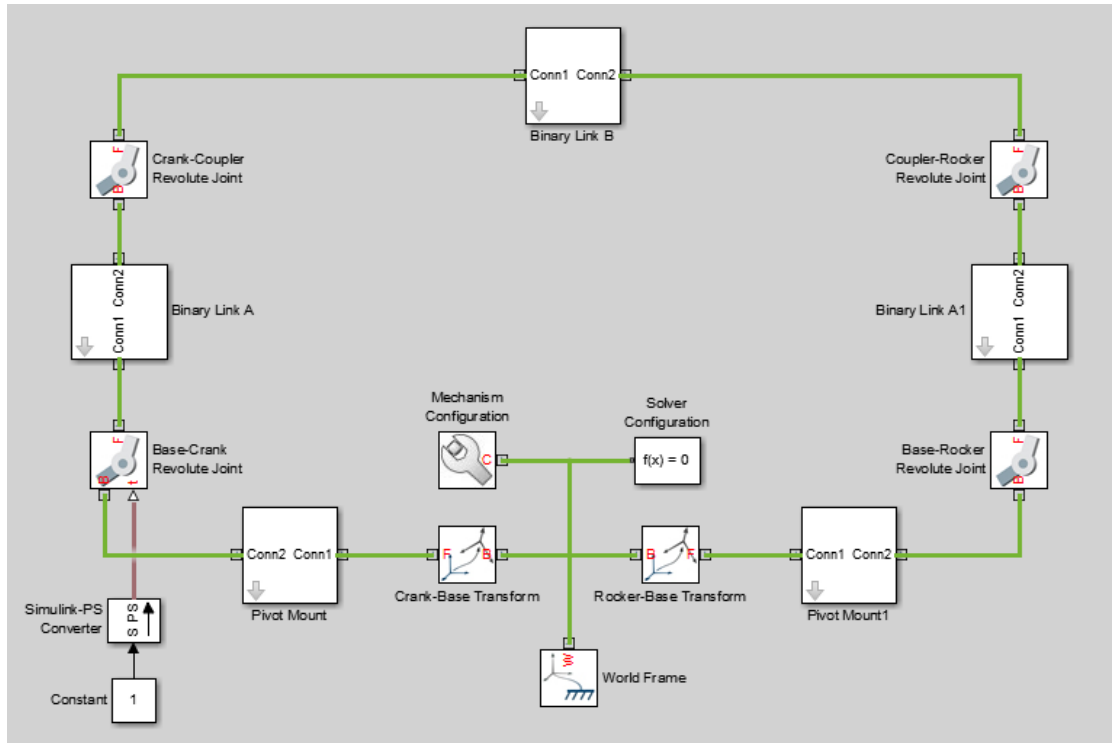 Conn1 Conn2
Binary Link B
F
Crank-Coupler
Revolute Joint
B
Coupler-Rocker
Revolute Joint
F
B
Conn2
Conn1
Binary Link A
Binary Link A1
Conn2
Conn1
F
Base-Crank
Revolute Joint
B
t
Mechanism
Configuration
C
Solver
Configuration
f(x) = 0
Base-Rocker
Revolute Joint
F
B
Conn2 Conn1
Pivot Mount
F B
Crank-Base Transform
B F
Rocker-Base Transform
Conn1 Conn2
Pivot Mount1
Simulink-PS
Converter
S PS
W
World Frame
Constant
1